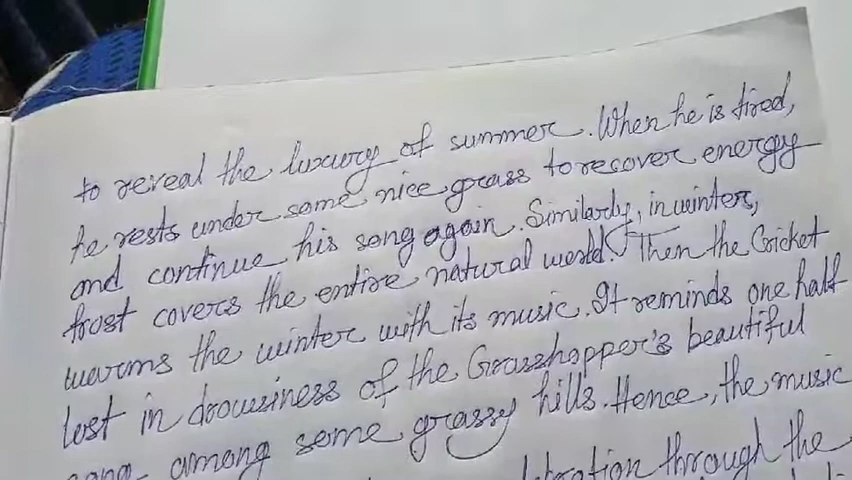 to reveal the luxury of summer. When he is tired,
he rests under some nice grass to recover energy
and continue his song again. Similarly, in winter,
frost covers the entire natural world. Then the Cricket
warms the winter with its music. It reminds one half
lost in drowsiness of the Grasshopper's beautiful
song among some grassy hills. Hence, the music
through the